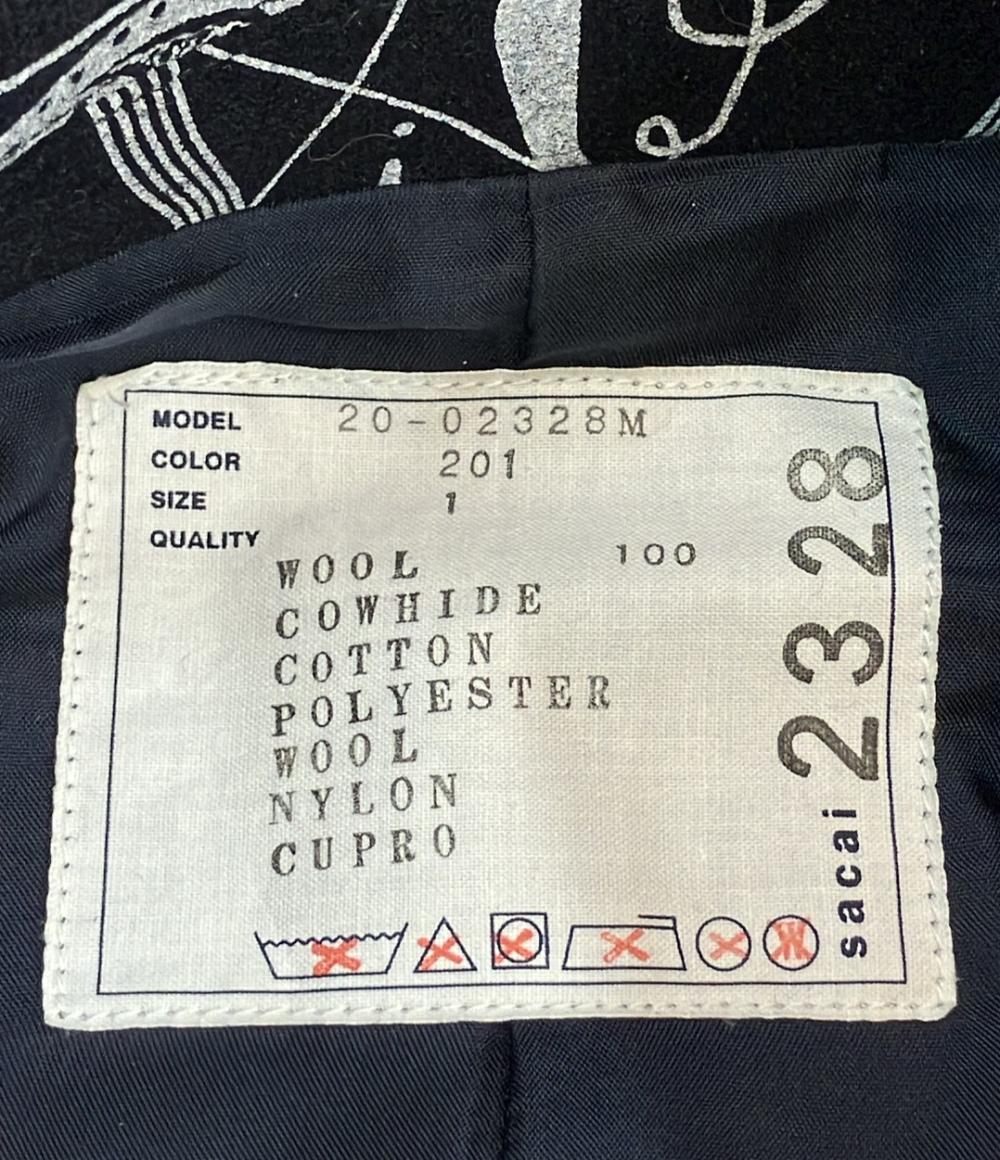 MODEL 20-02328M
COLOR 201
SIZE 1
QUALITY
WOOL 100
COWHIDE
COTTON
POLYESTER
WOOL
NYLON
CUPRO
sacai 2328